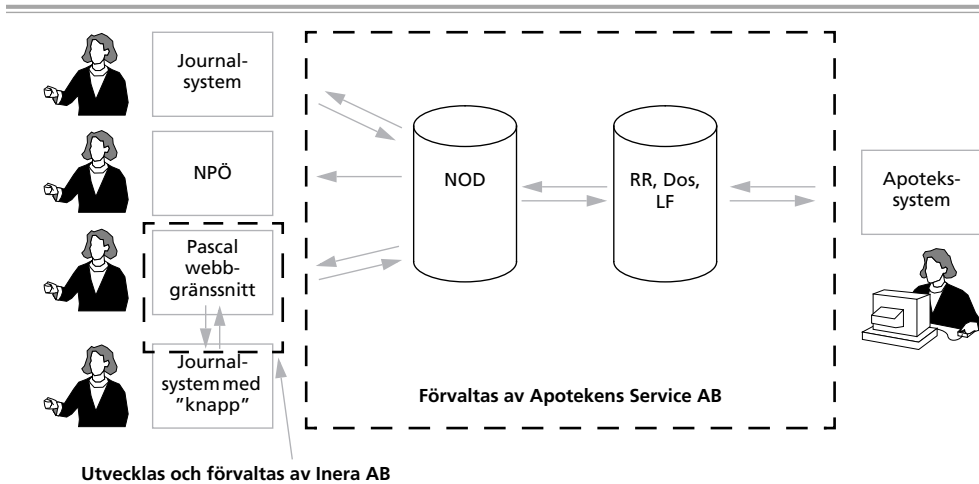 Journal-
system
NPÖ
Pascal
webb-
gränssnitt
Journal-
system med
”knapp”
NOD
RR, Dos,
LF
Apoteks-
system
Förvaltas av Apotekens Service AB
Utvecklas och förvaltas av Inera AB